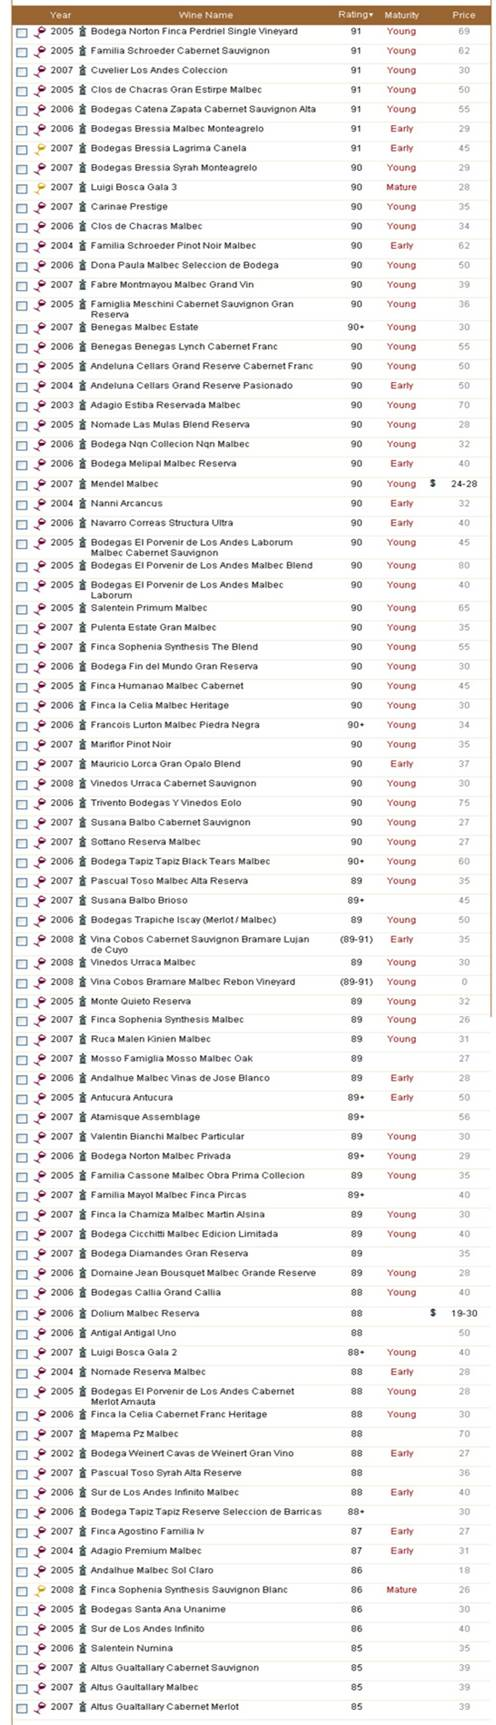 Year Wine Name Rating▾ Maturity Price
2005 Bodega Norton Finca Perdriel Single Vineyard 91 Young 69
2005 Familia Schroeder Cabernet Sauvignon 91 Young 62
2007 Cuvelier Los Andes Coleccion 91 Young 30
2005 Clos de Chacras Gran Estirpe Malbec 91 Young 50
2006 Bodegas Catena Zapata Cabernet Sauvignon Alta 91 Young 55
2006 Bodegas Bressia Malbec Monteagrelo 91 Early 29
2007 Bodegas Bressia Lagrima Canela 91 Early 45
2007 Bodegas Bressia Syrah Monteagrelo 90 Young 29
2007 Luigi Bosca Gala 3 90 Mature 28
2007 Carinae Prestige 90 Young 35
2006 Clos de Chacras Malbec 90 Young 34
2004 Familia Schroeder Pinot Noir Malbec 90 Early 62
2006 Dona Paula Malbec Seleccion de Bodega 90 Young 50
2007 Fabre Montmayou Malbec Grand Vin 90 Young 39
2005 Famiglia Meschini Cabernet Sauvignon Gran 90 Young 36
Reserva
2007 Benegas Malbec Estate 90+ Young 30
2006 Benegas Benegas Lynch Cabernet Franc 90 Young 55
2005 Andeluna Cellars Grand Reserve Cabernet Franc 90 Young 50
2004 Andeluna Cellars Grand Reserve Pasionado 90 Early 50
2003 Adagio Estiba Reservada Malbec 90 Young 70
2005 Nomade Las Mulas Blend Reserva 90 Young 28
2006 Bodega Nqn Collecion Nqn Malbec 90 Young 32
2006 Bodega Melipal Malbec Reserva 90 Early 40
2007 Mendel Malbec 90 Young $ 24-28
2004 Nanni Arcancus 90 Early 32
2006 Navarro Correas Structura Ultra 90 Early 40
2005 Bodegas El Porvenir de Los Andes Laborum 90 Young 45
Malbec Cabernet Sauvignon
2005 Bodegas El Porvenir de Los Andes Malbec Blend 90 Young 80
2005 Bodegas El Porvenir de Los Andes Malbec 90 Young 40
Laborum
2005 Salentein Primum Malbec 90 Young 65
2007 Pulenta Estate Gran Malbec 90 Young 35
2007 Finca Sophenia Synthesis The Blend 90 Young 55
2006 Bodega Fin del Mundo Gran Reserva 90 Young 30
2005 Finca Humanao Malbec Cabernet 90 Young 45
2006 Finca la Celia Malbec Heritage 90 Young 30
2006 Francois Lurton Malbec Piedra Negra 90+ Young 34
2007 Mariflor Pinot Noir 90 Young 35
2007 Mauricio Lorca Gran Opalo Blend 90 Early 37
2008 Vinedos Urraca Cabernet Sauvignon 90 Young 30
2006 Trivento Bodegas Y Vinedos Eolo 90 Young 75
2007 Susana Balbo Cabernet Sauvignon 90 Young 27
2007 Sottano Reserva Malbec 90 Young 27
2006 Bodega Tapiz Tapiz Black Tears Malbec 90+ Young 60
2007 Pascual Toso Malbec Alta Reserva 89 Young 35
2007 Susana Balbo Brioso 89+ 45
2006 Bodegas Trapiche Iscay (Merlot / Malbec) 89 Young 50
2008 Vina Cobos Cabernet Sauvignon Bramare Lujan (89-91) Early 35
de Cuyo
2008 Vinedos Urraca Malbec 89 Young 30
2008 Vina Cobos Bramare Malbec Rebon Vineyard (89-91) Young 0
2005 Monte Quieto Reserva 89 Young 32
2007 Finca Sophenia Synthesis Malbec 89 Young 26
2007 Ruca Malen Kinien Malbec 89 Young 31
2007 Mosso Famiglia Mosso Malbec Oak 89 27
2006 Andalhue Malbec Vinas de Jose Blanco 89 Early 28
2005 Antucura Antucura 89+ Early 50
2007 Atamisque Assemblage 89+ 56
2007 Valentin Bianchi Malbec Particular 89 Young 30
2006 Bodega Norton Malbec Privada 89+ Young 29
2005 Familia Cassone Malbec Obra Prima Collecion 89 Young 35
2007 Familia Mayol Malbec Finca Pircas 89+ 40
2007 Finca la Chamiza Malbec Martin Alsina 89 Young 30
2007 Bodega Cicchitti Malbec Edicion Limitada 89 Young 40
2007 Bodega Diamandes Gran Reserva 89 35
2006 Domaine Jean Bousquet Malbec Grande Reserve 89 Young 28
2006 Bodegas Callia Grand Callia 88 Young 40
2006 Dolium Malbec Reserva 88 $ 19-30
2006 Antigal Antigal Uno 88 50
2007 Luigi Bosca Gala 2 88+ Young 40
2004 Nomade Reserva Malbec 88 Early 28
2005 Bodegas El Porvenir de Los Andes Cabernet 88 Young 28
Merlot Amauta
2006 Finca la Celia Cabernet Franc Heritage 88 Young 30
2007 Mapema Pz Malbec 88 70
2002 Bodega Weinert Cavas de Weinert Gran Vino 88 Early 27
2007 Pascual Toso Syrah Alta Reserve 88 36
2006 Sur de Los Andes Infinito Malbec 88 Early 40
2006 Bodega Tapiz Tapiz Reserve Seleccion de Barricas 88+ 30
2007 Finca Agostino Familia Iv 87 Early 27
2004 Adagio Premium Malbec 87 Early 31
2005 Andalhue Malbec Sol Claro 86 18
2008 Finca Sophenia Synthesis Sauvignon Blanc 86 Mature 26
2005 Bodegas Santa Ana Unanime 86 30
2005 Sur de Los Andes Infinito 86 40
2006 Salentein Numina 85 35
2007 Altus Gualtallary Cabernet Sauvignon 85 39
2007 Altus Gaultallary Malbec 85 39
2007 Altus Gualtallary Cabernet Merlot 85 39